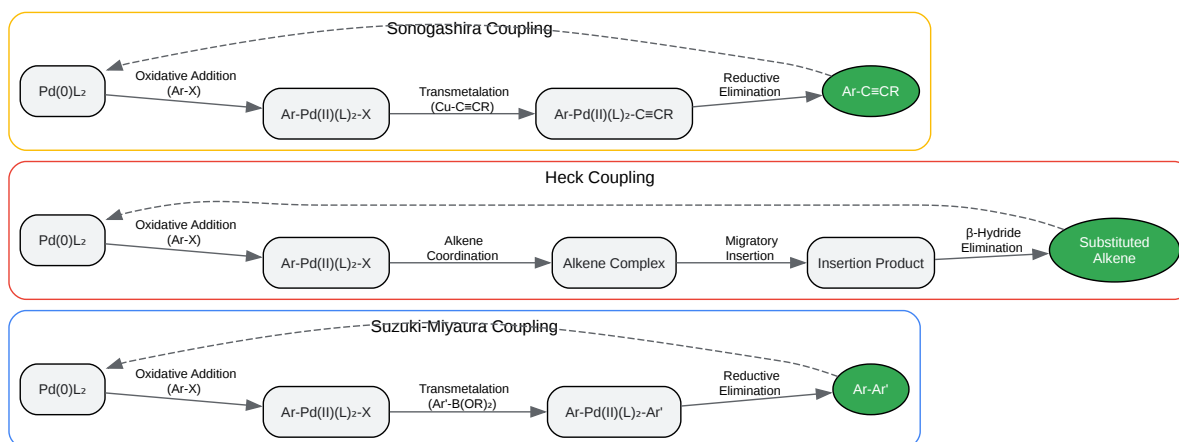 Sonogashira Coupling
Pd(0)L₂
Oxidative Addition
(Ar-X)
Ar-Pd(II)(L)₂-X
Transmetalation
(Cu-C≡CR)
Ar-Pd(II)(L)₂-C≡CR
Reductive
Elimination
Ar-C≡CR
Heck Coupling
Pd(0)L₂
Oxidative Addition
(Ar-X)
Ar-Pd(II)(L)₂-X
Alkene
Coordination
Alkene Complex
Migratory
Insertion
Insertion Product
β-Hydride
Elimination
Substituted
Alkene
Suzuki-Miyaura Coupling
Pd(0)L₂
Oxidative Addition
(Ar-X)
Ar-Pd(II)(L)₂-X
Transmetalation
(Ar'-B(OR)₂)
Ar-Pd(II)(L)₂-Ar'
Reductive
Elimination
Ar-Ar'